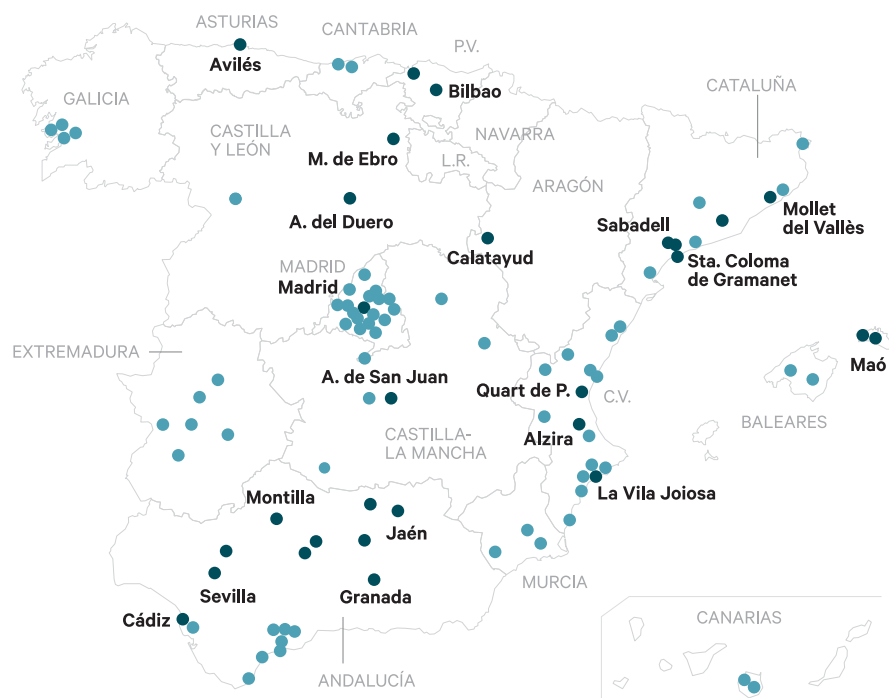 ASTURIAS
CANTABRIA
P.V.
Avilés
Bilbao
GALICIA
CATALUÑA
CASTILLA
Y LEÓN
NAVARRA
M. de Ebro
L.R.
ARAGÓN
A. del Duero
Mollet
del Vallès
Sabadell
Calatayud
Sta. Coloma
de Gramanet
MADRID
Madrid
EXTREMADURA
Maó
A. de San Juan
Quart de P.
C.V.
BALEARES
Alzira
CASTILLA-
LA MANCHA
La Vila Joiosa
Montilla
Jaén
MURCIA
Sevilla
Granada
Cádiz
CANARIAS
ANDALUCÍA